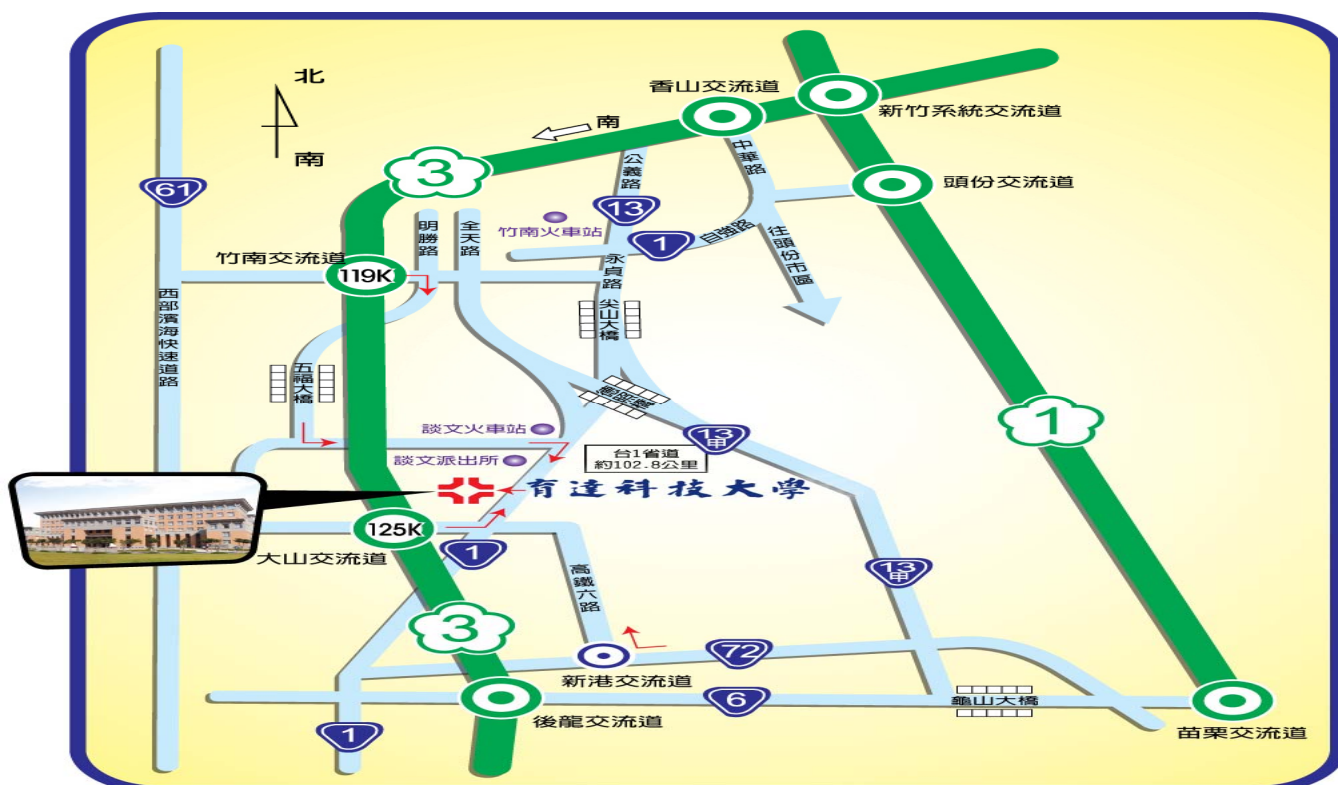 北
南
香山交流道
新竹系統交流道
南
3
公義路
中華路
頭份交流道
61
13
明勝路
全天路
竹南火車站
1
自強路
往頭份市區
竹南交流道
119K
永貞路
西部濱海快速道路
尖山大橋
五福大橋
1
13甲
談文火車站
談文派出所
台1省道
約102.8公里
育達科技大學
125K
大山交流道
1
高鐵六路
13甲
3
72
新港交流道
6
龜山大橋
後龍交流道
1
苗栗交流道